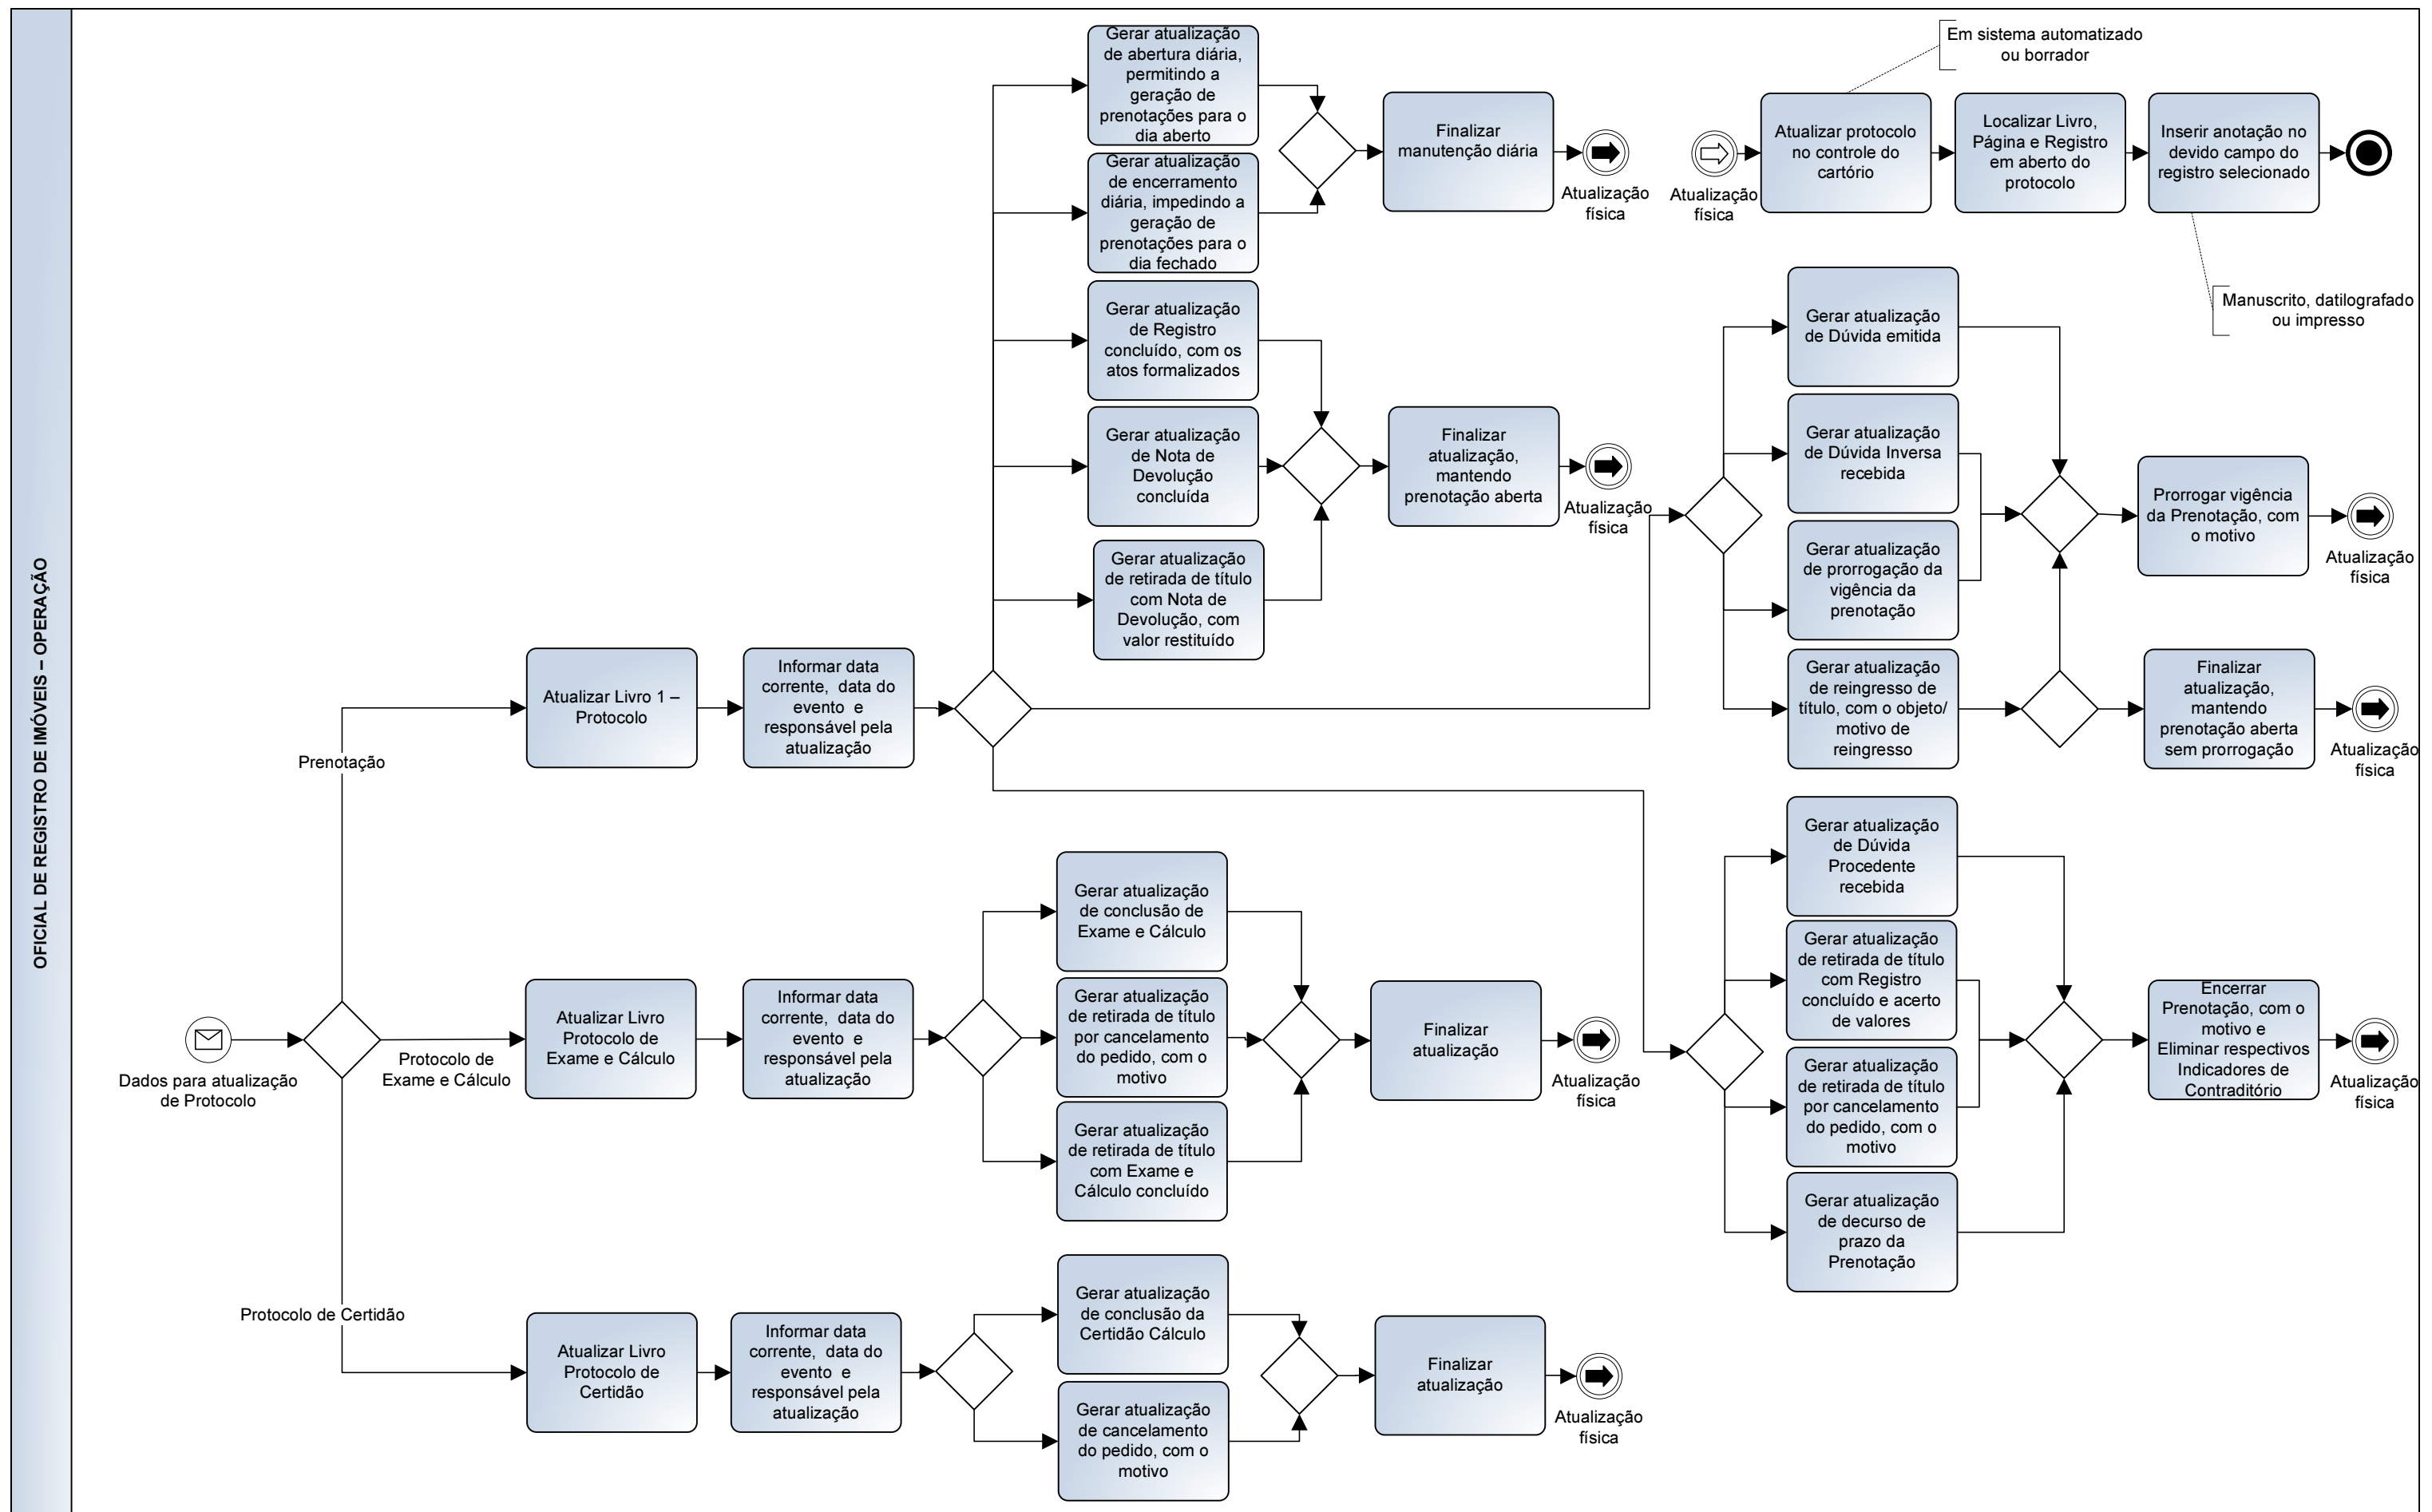 OFICIAL DE REGISTRO DE IMÓVEIS – OPERAÇÃO
Dados para atualização
de Protocolo
Prenotação
Protocolo de
Exame e Cálculo
Protocolo de Certidão
Atualizar Livro 1 –
Protocolo
Informar data
corrente, data do
evento e
responsável pela
atualização
Gerar atualização
de abertura diária,
permitindo a
geração de
prenotações para o
dia aberto
Gerar atualização
de encerramento
diária, impedindo a
geração de
prenotações para o
dia fechado
Finalizar
manutenção diária
Atualização
física
Gerar atualização
de Registro
concluído, com os
atos formalizados
Gerar atualização
de Nota de
Devolução
concluída
Gerar atualização
de retirada de título
com Nota de
Devolução, com
valor restituído
Finalizar
atualização,
mantendo
prenotação aberta
Atualização
física
Atualização
física
Em sistema automatizado
ou borrador
Atualizar protocolo
no controle do
cartório
Localizar Livro,
Página e Registro
em aberto do
protocolo
Inserir anotação no
devido campo do
registro selecionado
Manuscrito, datilografado
ou impresso
Gerar atualização
de Dúvida emitida
Gerar atualização
de Dúvida Inversa
recebida
Gerar atualização
de prorrogação da
vigência da
prenotação
Gerar atualização
de reingresso de
título, com o objeto/
motivo de
reingresso
Prorrogar vigência
da Prenotação, com
o motivo
Atualização
física
Finalizar
atualização,
mantendo
prenotação aberta
sem prorrogação
Atualização
física
Gerar atualização
de Dúvida
Procedente
recebida
Gerar atualização
de retirada de título
com Registro
concluído e acerto
de valores
Gerar atualização
de retirada de título
por cancelamento
do pedido, com o
motivo
Gerar atualização
de decurso de
prazo da
Prenotação
Encerrar
Prenotação, com o
motivo e
Eliminar respectivos
Indicadores de
Contraditório
Atualização
física
Atualizar Livro
Protocolo de
Exame e Cálculo
Informar data
corrente, data do
evento e
responsável pela
atualização
Gerar atualização
de conclusão de
Exame e Cálculo
Gerar atualização
de retirada de título
por cancelamento
do pedido, com o
motivo
Gerar atualização
de retirada de título
com Exame e
Cálculo concluído
Finalizar
atualização
Atualização
física
Atualizar Livro
Protocolo de
Certidão
Informar data
corrente, data do
evento e
responsável pela
atualização
Gerar atualização
de conclusão da
Certidão Cálculo
Gerar atualização
de cancelamento
do pedido, com o
motivo
Finalizar
atualização
Atualização
física